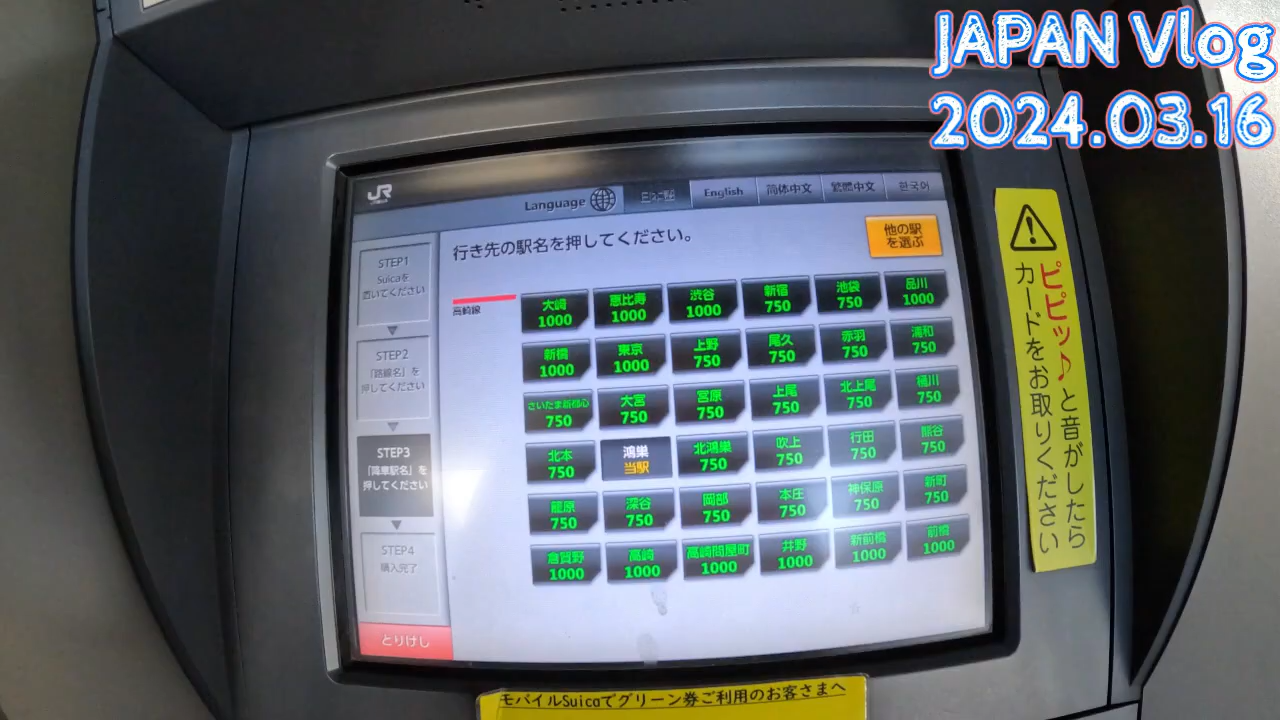 JAPAN Vlog
2024.03.16
JR
Language
日本語
English
简体中文
繁體中文
한국어
行き先の駅名を押してください。
他の駅
を選ぶ
STEP1
Suicaを
置いてください
STEP2
「路線名」を
押してください
STEP3
「降車駅名」を
押してください
STEP4
購入完了
とりけし
高崎線
大崎 恵比寿 渋谷 新宿 池袋 品川
1000 1000 1000 750 750 1000
新橋 東京 上野 尾久 赤羽 浦和
1000 1000 750 750 750 750
さいたま新都心 大宮 宮原 上尾 北上尾 桶川
750 750 750 750 750 750
北本 鴻巣 北鴻巣 吹上 行田 熊谷
750 当駅 750 750 750 750
籠原 深谷 岡部 本庄 神保原 新町
750 750 750 750 750 750
倉賀野 高崎 高崎問屋町 井野 新前橋 前橋
1000 1000 1000 1000 1000 1000
ピピッ♪と音がしたら
カードをお取りください
モバイルSuicaでグリーン券ご利用のお客さまへ